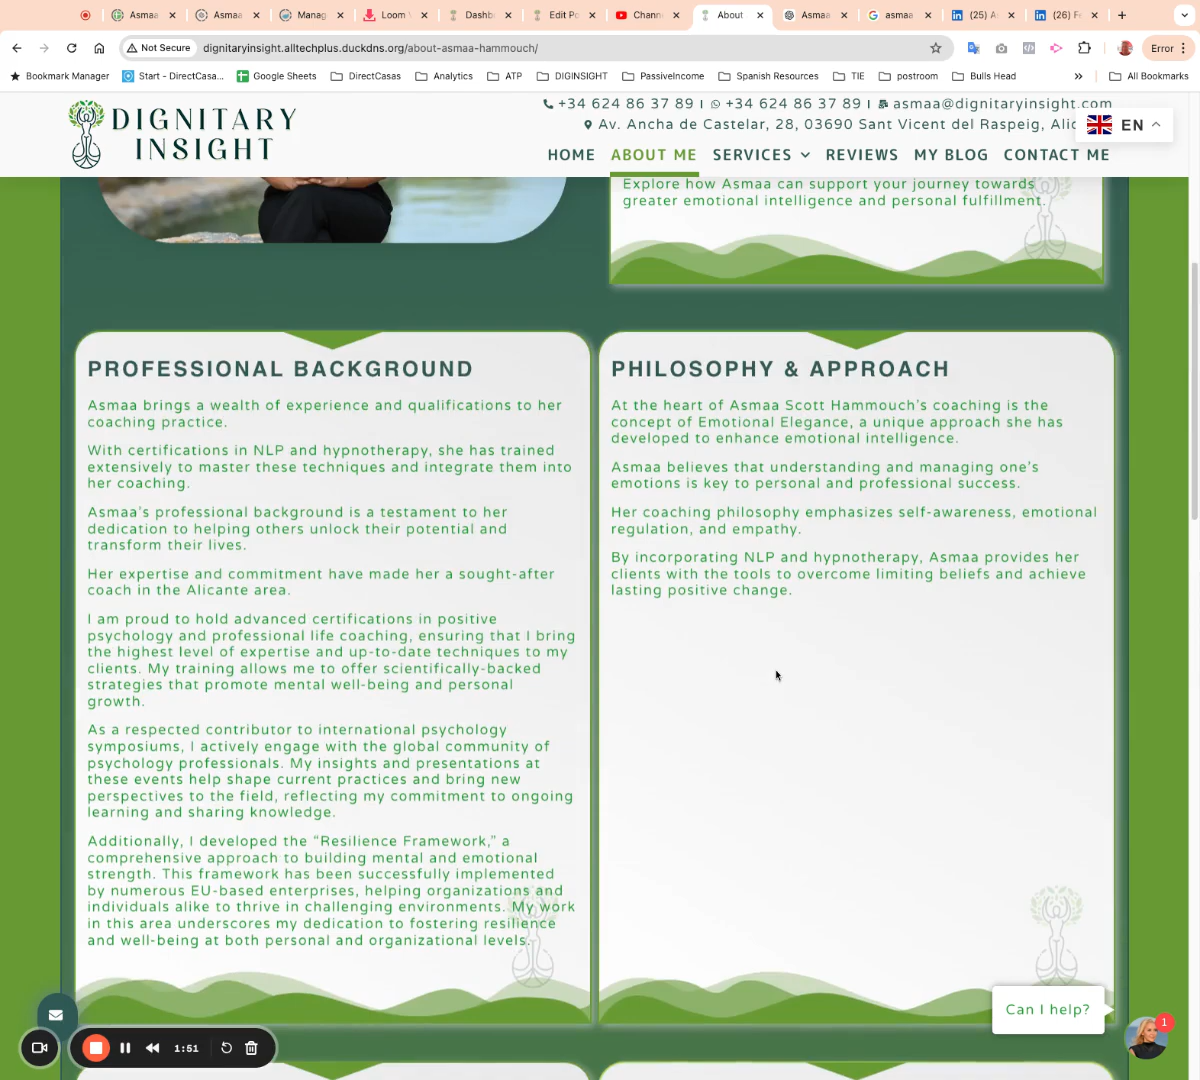 Asmaa
Asmaa
Manag
Loom
Dashb
Edit Po
Chann
About
Asmaa
asmaa
(25) As
(26) Fe
Not Secure
dignitaryinsight.alltechplus.duckdns.org/about-asmaa-hammouch/
Error
Bookmark Manager
Start - DirectCasa...
Google Sheets
DirectCasas
Analytics
ATP
DIGINSIGHT
PassiveIncome
Spanish Resources
TIE
postroom
Bulls Head
»
All Bookmarks
DIGNITARY
INSIGHT
+34 624 86 37 89 | +34 624 86 37 89 | asmaa@dignitaryinsight.com
Av. Ancha de Castelar, 28, 03690 Sant Vicent del Raspeig, Alic
EN
HOME ABOUT ME SERVICES REVIEWS MY BLOG CONTACT ME
Explore how Asmaa can support your journey towards
greater emotional intelligence and personal fulfillment.
PROFESSIONAL BACKGROUND
Asmaa brings a wealth of experience and qualifications to her
coaching practice.
With certifications in NLP and hypnotherapy, she has trained
extensively to master these techniques and integrate them into
her coaching.
Asmaa's professional background is a testament to her
dedication to helping others unlock their potential and
transform their lives.
Her expertise and commitment have made her a sought-after
coach in the Alicante area.
I am proud to hold advanced certifications in positive
psychology and professional life coaching, ensuring that I bring
the highest level of expertise and up-to-date techniques to my
clients. My training allows me to offer scientifically-backed
strategies that promote mental well-being and personal
growth.
As a respected contributor to international psychology
symposiums, I actively engage with the global community of
psychology professionals. My insights and presentations at
these events help shape current practices and bring new
perspectives to the field, reflecting my commitment to ongoing
learning and sharing knowledge.
Additionally, I developed the “Resilience Framework,” a
comprehensive approach to building mental and emotional
strength. This framework has been successfully implemented
by numerous EU-based enterprises, helping organizations and
individuals alike to thrive in challenging environments. My work
in this area underscores my dedication to fostering resilience
and well-being at both personal and organizational levels.
PHILOSOPHY & APPROACH
At the heart of Asmaa Scott Hammouch’s coaching is the
concept of Emotional Elegance, a unique approach she has
developed to enhance emotional intelligence.
Asmaa believes that understanding and managing one’s
emotions is key to personal and professional success.
Her coaching philosophy emphasizes self-awareness, emotional
regulation, and empathy.
By incorporating NLP and hypnotherapy, Asmaa provides her
clients with the tools to overcome limiting beliefs and achieve
lasting positive change.
Can I help?
1
1:51